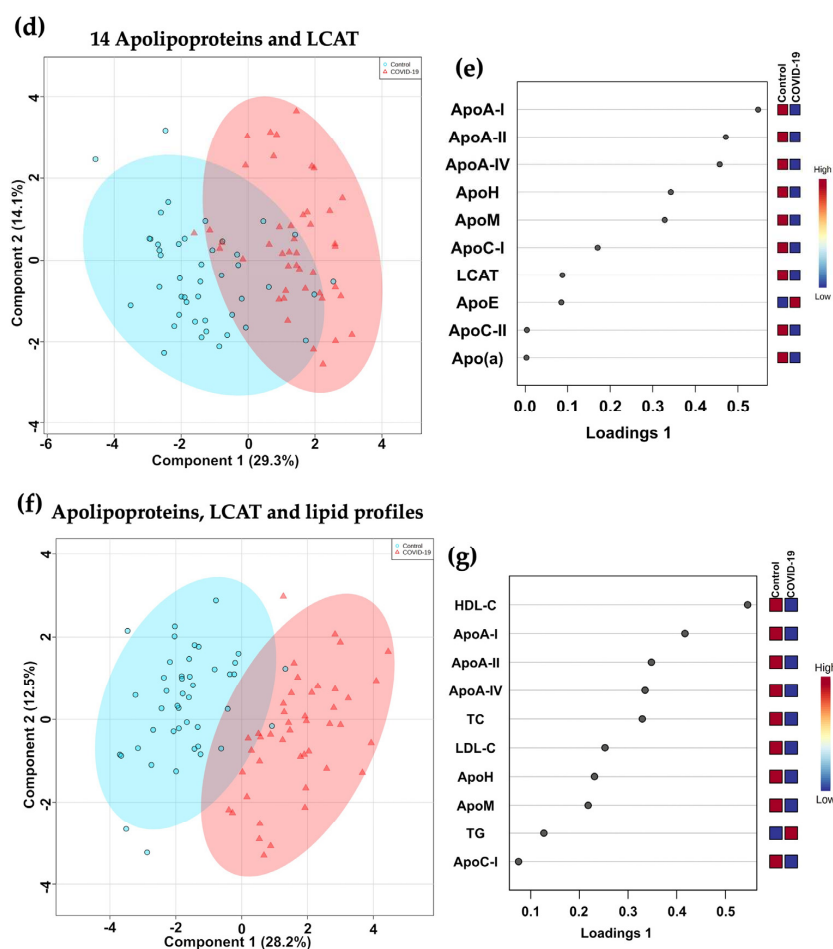 (d)
14 Apolipoproteins and LCAT
Control
COVID-19
4
2
0
-2
-4
Component 2 (14.1%)
-6
-4
-2
0
2
4
Component 1 (29.3%)
(e)
Control
COVID-19
ApoA-I
ApoA-II
ApoA-IV
ApoH
ApoM
ApoC-I
LCAT
ApoE
ApoC-II
Apo(a)
High
Low
0.0
0.1
0.2
0.3
0.4
0.5
Loadings 1
(f)
Apolipoproteins, LCAT and lipid profiles
Control
COVID-19
4
2
0
-2
-4
Component 2 (12.5%)
-4
-2
0
2
4
Component 1 (28.2%)
(g)
Control
COVID-19
HDL-C
ApoA-I
ApoA-II
ApoA-IV
TC
LDL-C
ApoH
ApoM
TG
ApoC-I
High
Low
0.1
0.2
0.3
0.4
0.5
Loadings 1